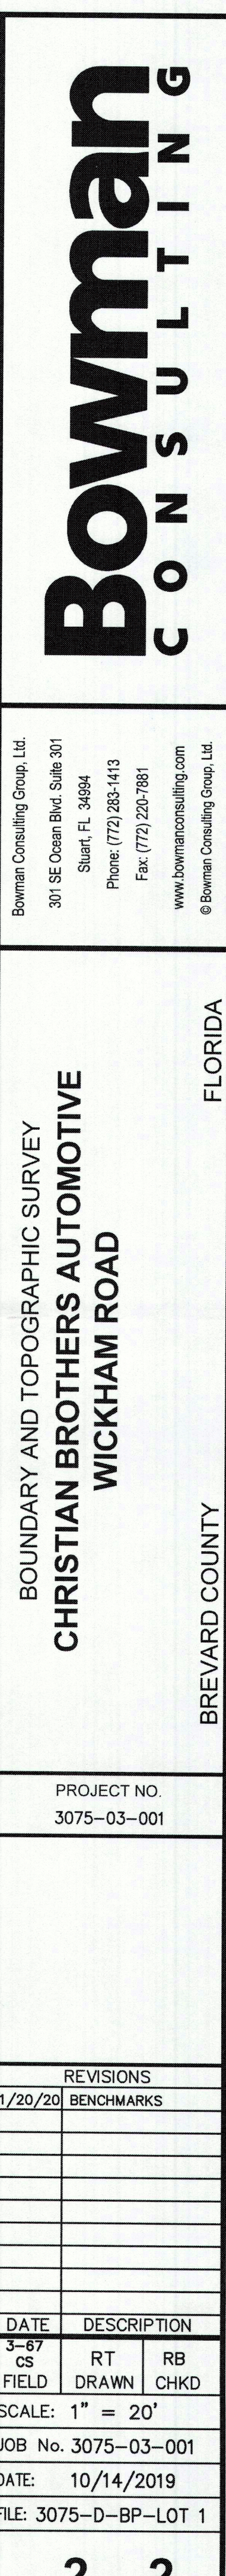 Bowman
CONSULTING
Bowman Consulting Group, Ltd.
301 SE Ocean Blvd. Suite 301
Stuart, FL 34994
Phone: (772) 283-1413
Fax: (772) 220-7881
www.bowmanconsulting.com
© Bowman Consulting Group, Ltd.
BOUNDARY AND TOPOGRAPHIC SURVEY
CHRISTIAN BROTHERS AUTOMOTIVE
WICKHAM ROAD
BREVARD COUNTY FLORIDA
PROJECT NO.
3075-03-001
REVISIONS
1/20/20 BENCHMARKS
DATE DESCRIPTION
3-67
CS RT RB
FIELD DRAWN CHKD
SCALE: 1" = 20'
JOB No. 3075-03-001
DATE: 10/14/2019
FILE: 3075-D-BP-LOT 1